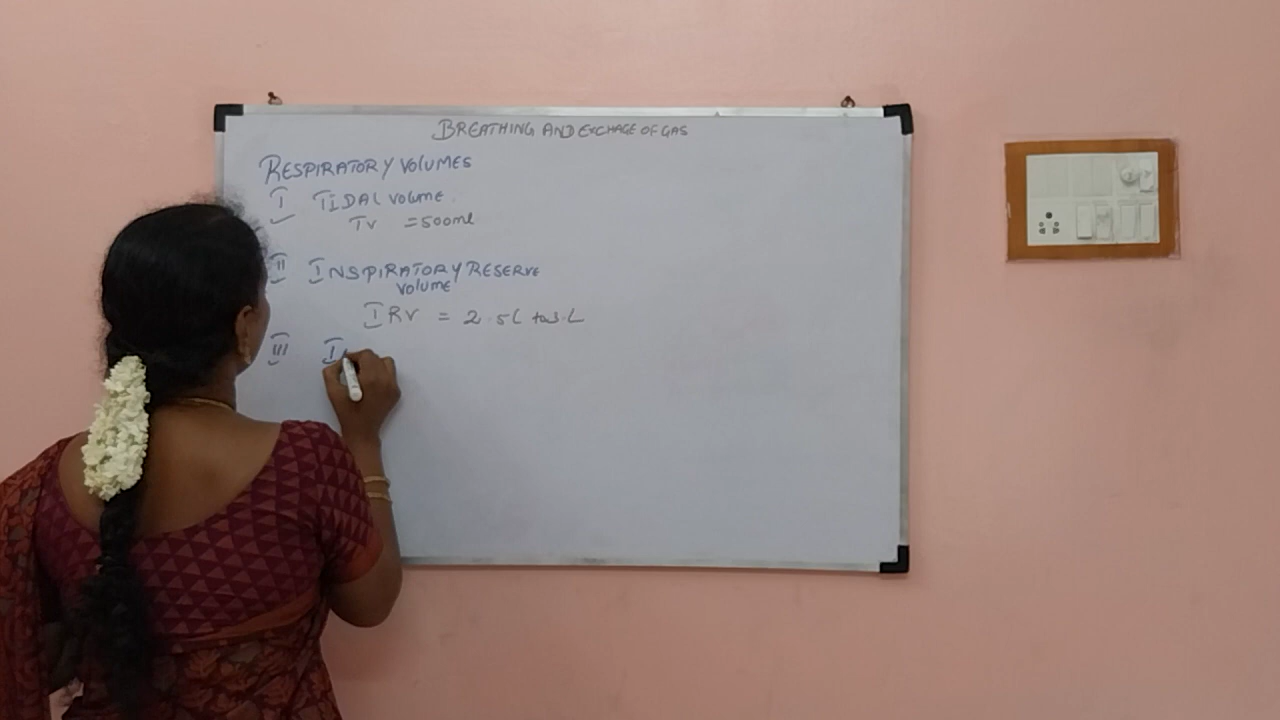 BREATHING AND EXCHAGE OF GAS
RESPIRATORY VOLUMES
I TIDAL VOLUME
TV = 500ml
II INSPIRATORY RESERVE
VOLUME
IRV = 2.5L to 3.L
III I